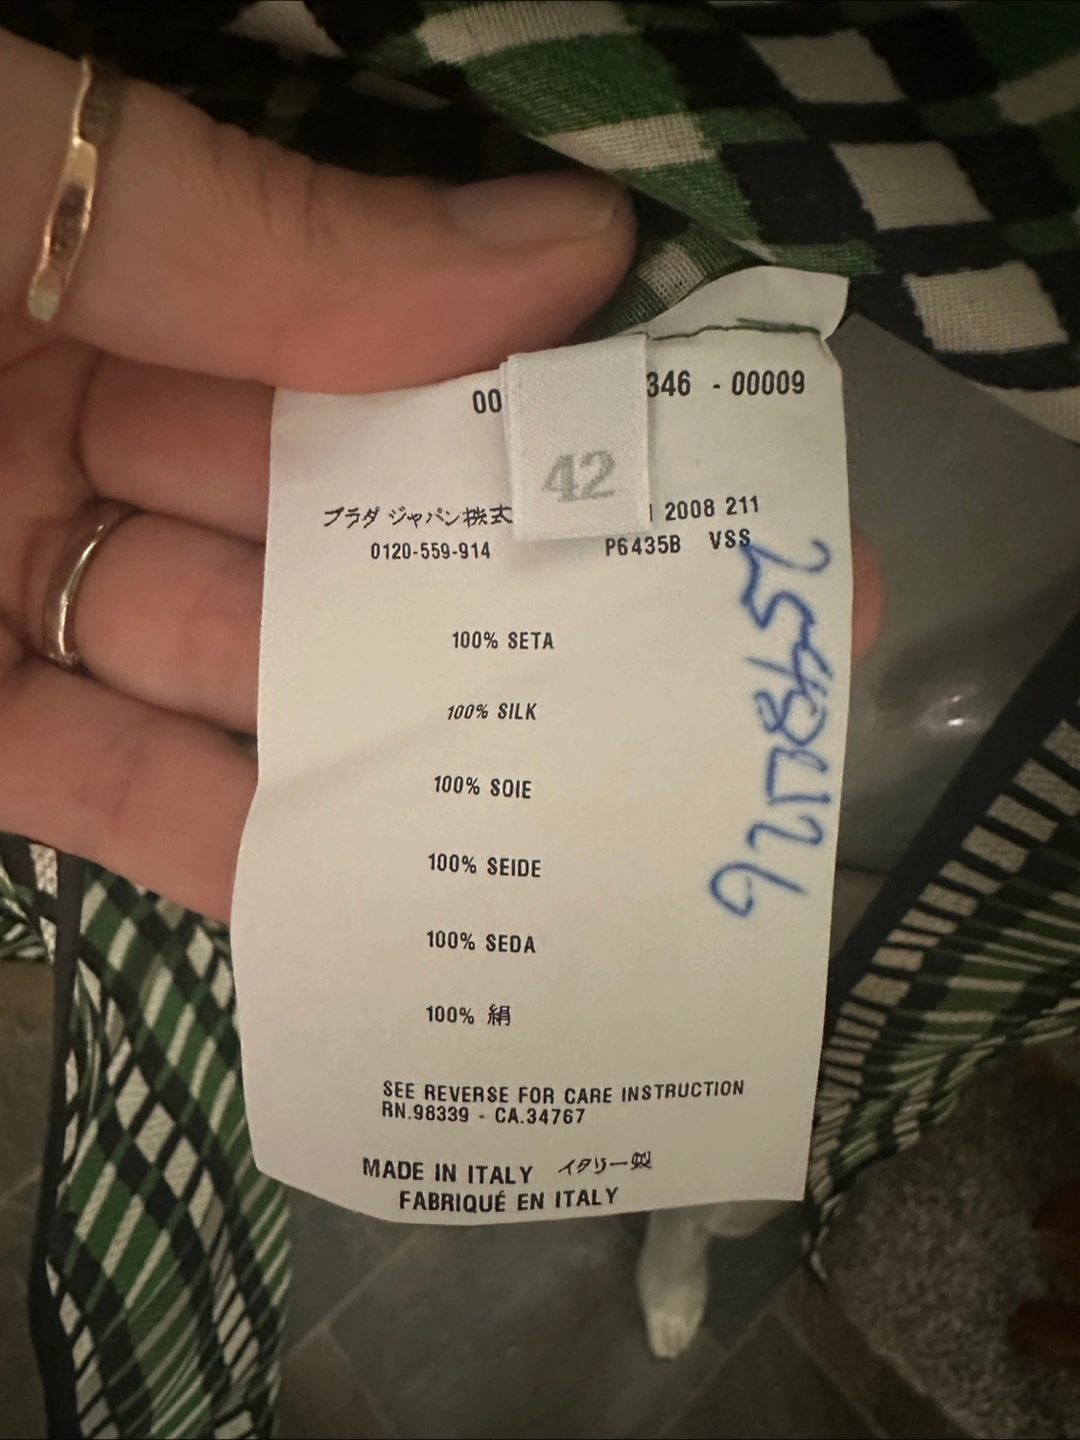 00 346 - 00009
42
プラダ ジャパン株式 2008 211
0120-559-914 P6435B VSS
100% SETA
100% SILK
100% SOIE
100% SEIDE
100% SEDA
100% 絹
SEE REVERSE FOR CARE INSTRUCTION
RN.98339 - CA.34767
MADE IN ITALY イタリー製
FABRIQUÉ EN ITALY